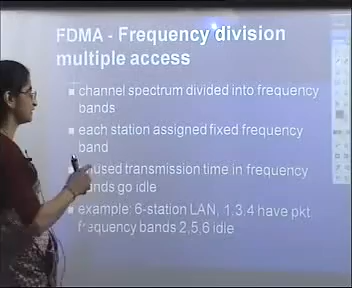 FDMA - Frequency division
multiple access
channel spectrum divided into frequency
bands
each station assigned fixed frequency
band
transmission time in frequency
go idle
example: 6-station LAN, 1,3,4 have pkt
frequency bands 2,5,6 idle